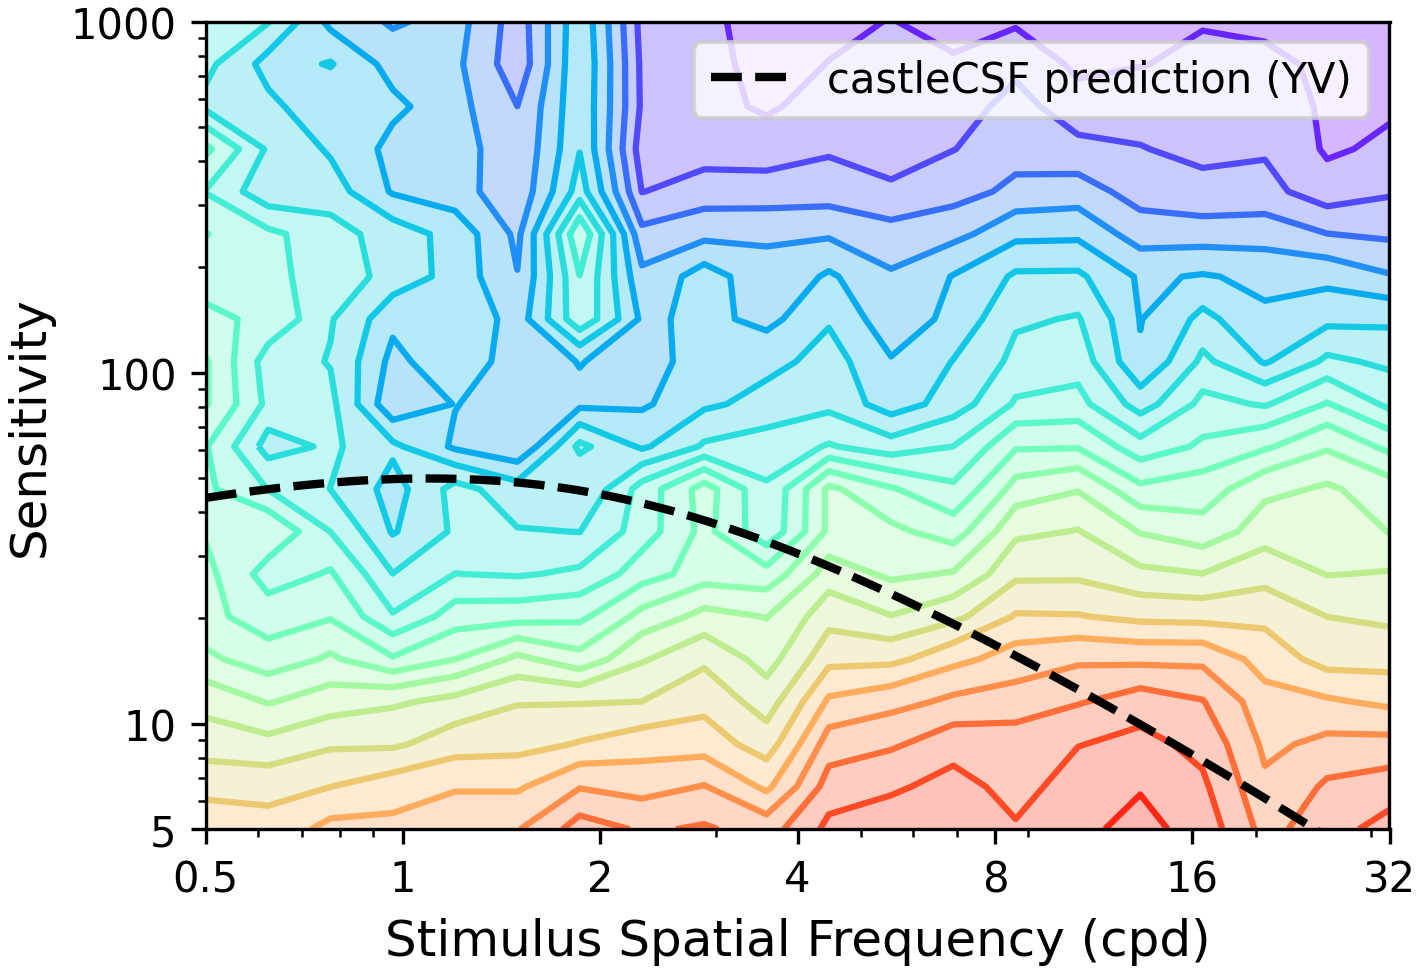 1000
100
10
5
Sensitivity
castleCSF prediction (YV)
0.5 1 2 4 8 16 32
Stimulus Spatial Frequency (cpd)